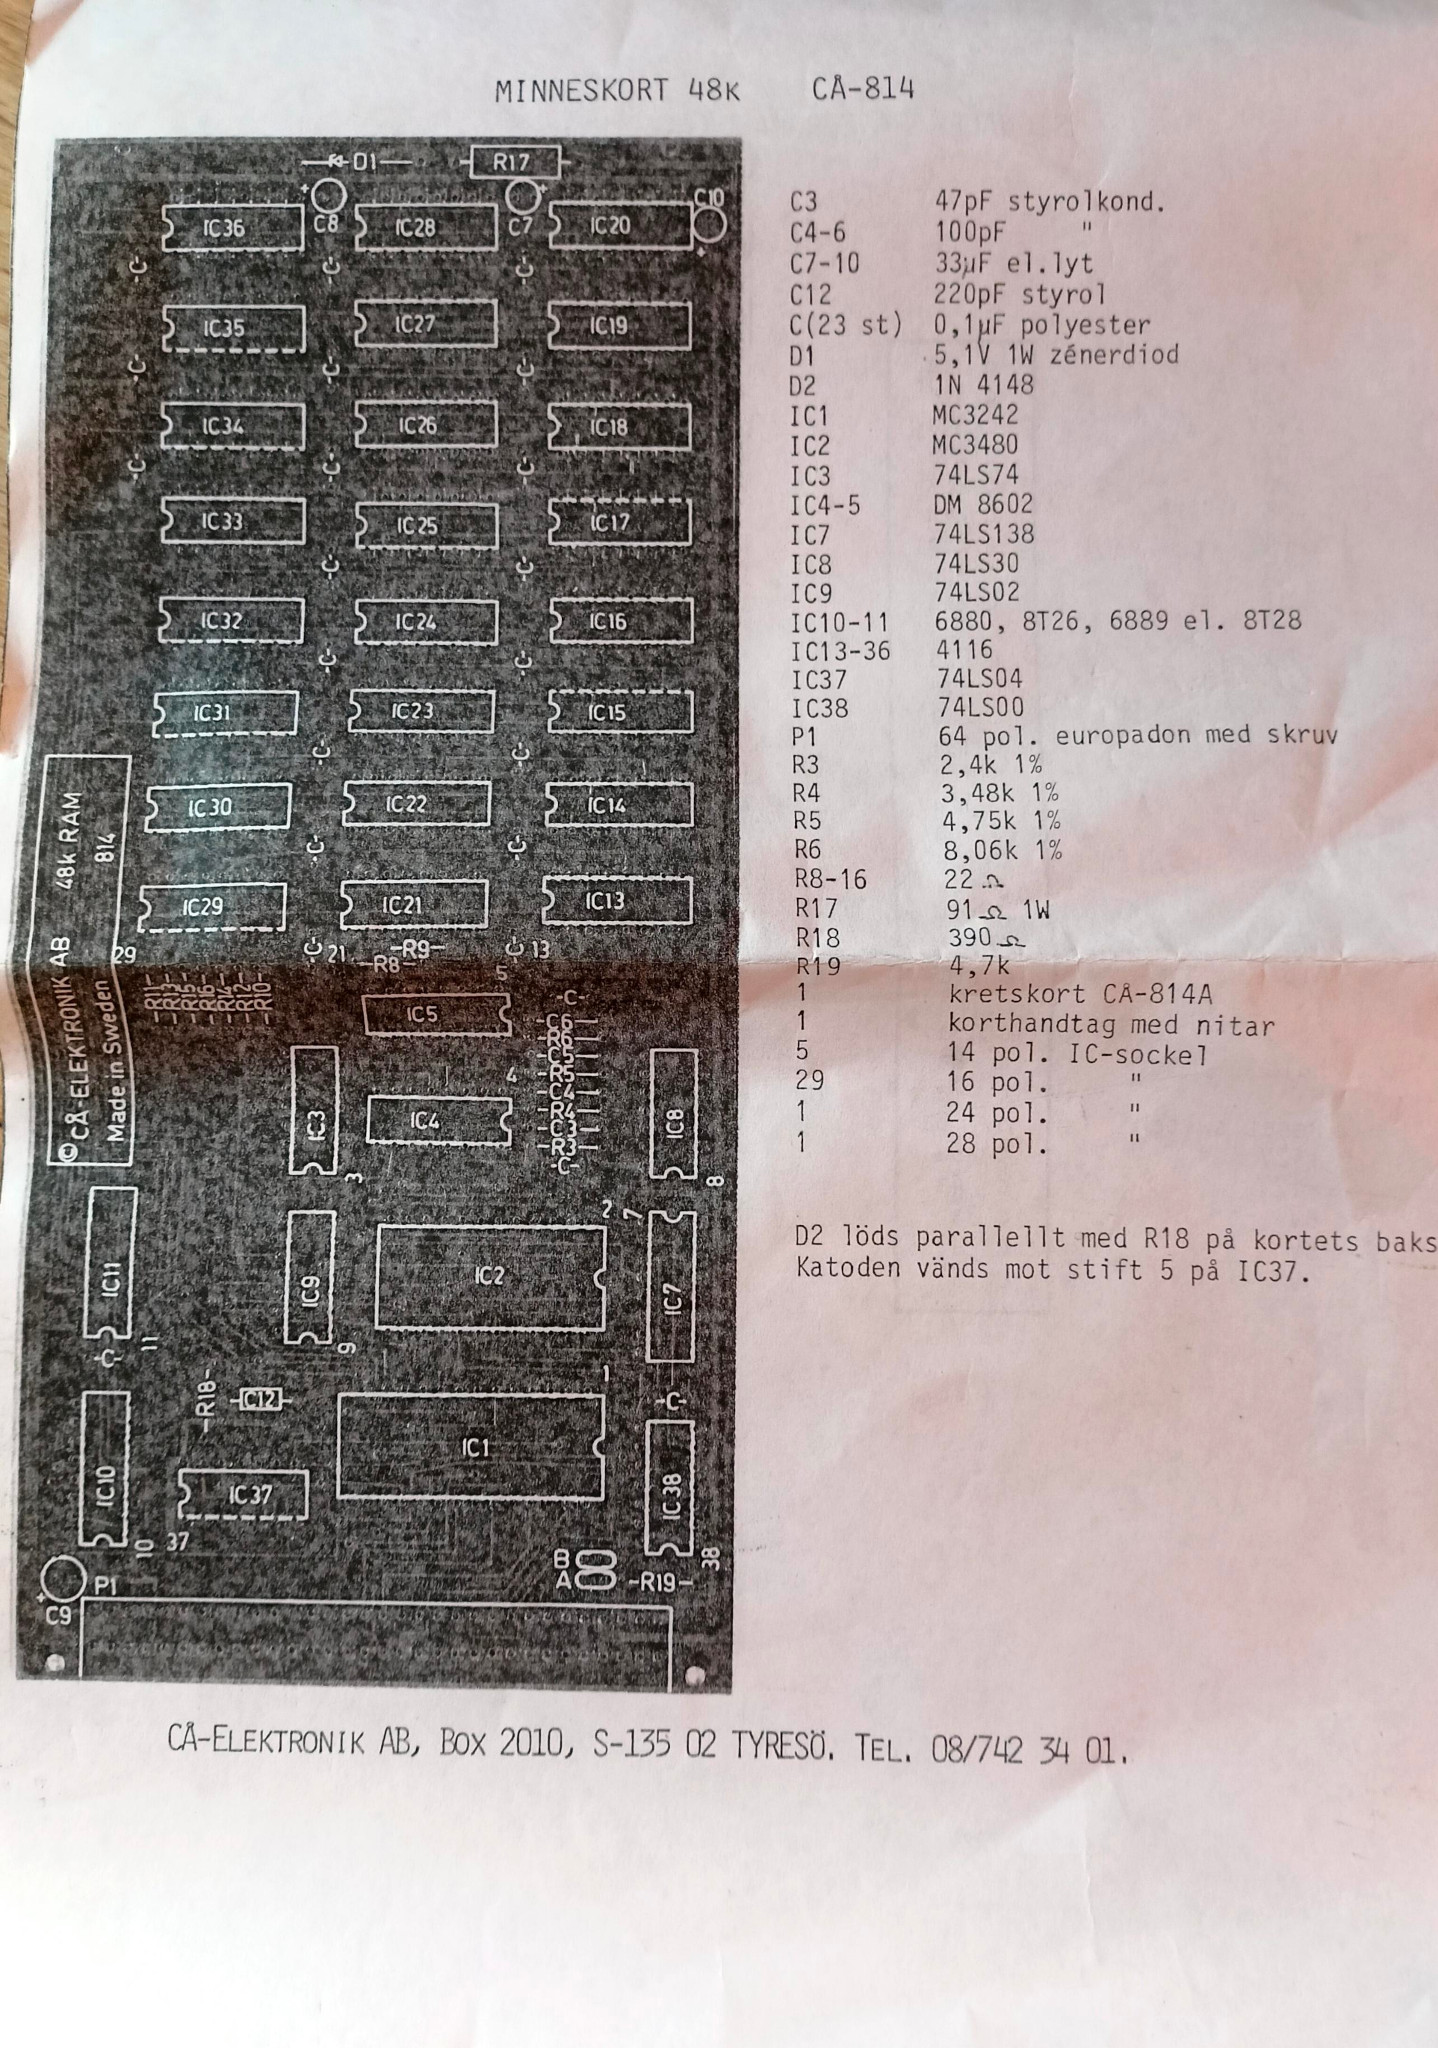 MINNESKORT 48K CÅ-814
D1 R17
IC36 C8 IC28 C7 IC20 C10
C C C
IC35 IC27 IC19
C C C
IC34 IC26 IC18
C C C
IC33 IC25 IC17
C C
IC32 IC24 IC16
C C
IC31 IC23 IC15
C C
IC30 IC22 IC14
C C
IC29 IC21 IC13
29 C 21 R9 C 13
R8 5
R11 R13 R15 R16 R14 R12 R10
IC5
C
C6
R6
C5
R5
4 C4
R4
C3
R3
C
IC4
IC3 3
IC8 8
© CÅ-ELEKTRONIK AB 48k RAM
Made in Sweden 814
IC11 11
IC9 9
IC2 2
7 IC7
C
R18 C12
1
IC1
C
IC10 10
IC37 37
IC38 38
B
A R19
C9 P1
C3 47pF styrolkond.
C4-6 100pF "
C7-10 33µF el.lyt
C12 220pF styrol
C(23 st) 0,1µF polyester
D1 5,1V 1W zénerdiod
D2 1N 4148
IC1 MC3242
IC2 MC3480
IC3 74LS74
IC4-5 DM 8602
IC7 74LS138
IC8 74LS30
IC9 74LS02
IC10-11 6880, 8T26, 6889 el. 8T28
IC13-36 4116
IC37 74LS04
IC38 74LS00
P1 64 pol. europadon med skruv
R3 2,4k 1%
R4 3,48k 1%
R5 4,75k 1%
R6 8,06k 1%
R8-16 22Ω
R17 91Ω 1W
R18 390Ω
R19 4,7k
1 kretskort CÅ-814A
1 korthandtag med nitar
5 14 pol. IC-sockel
29 16 pol. "
1 24 pol. "
1 28 pol. "
D2 löds parallellt med R18 på kortets baks
Katoden vänds mot stift 5 på IC37.
CÅ-ELEKTRONIK AB, BOX 2010, S-135 02 TYRESÖ. TEL. 08/742 34 01.